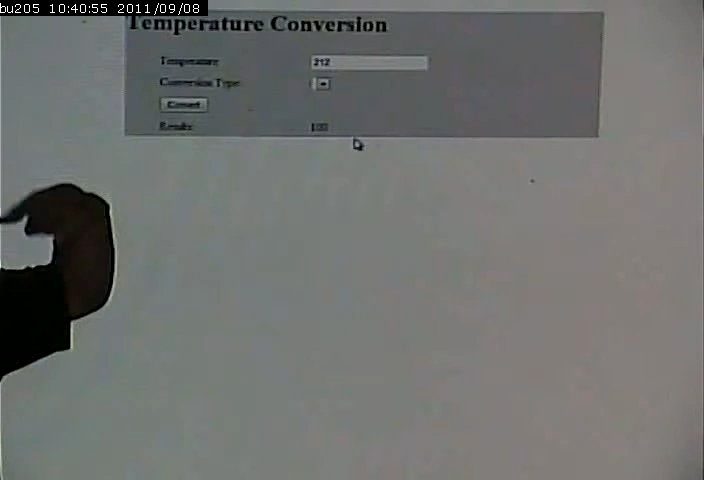 bu205 10:40:55 2011/09/08
Temperature Conversion
Temperature 212
Conversion Type:
Convert
Results: 100